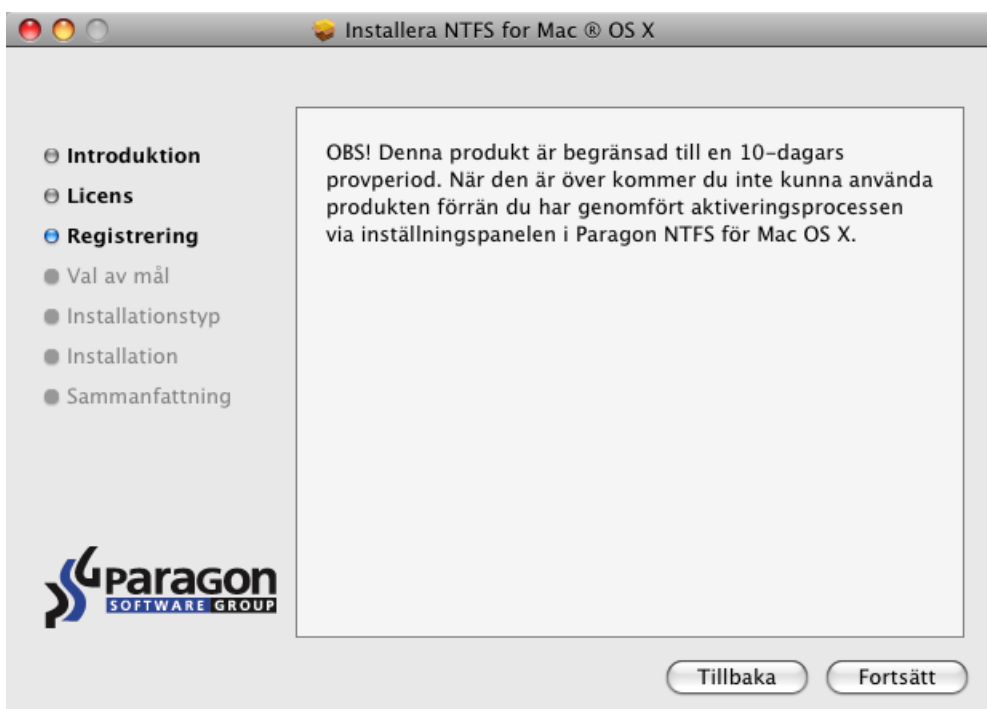 Installera NTFS for Mac ® OS X
Introduktion
Licens
Registrering
Val av mål
Installationstyp
Installation
Sammanfattning
OBS! Denna produkt är begränsad till en 10-dagars
provperiod. När den är över kommer du inte kunna använda
produkten förrän du har genomfört aktiveringsprocessen
via inställningspanelen i Paragon NTFS för Mac OS X.
Paragon
SOFTWARE GROUP
Tillbaka
Fortsätt